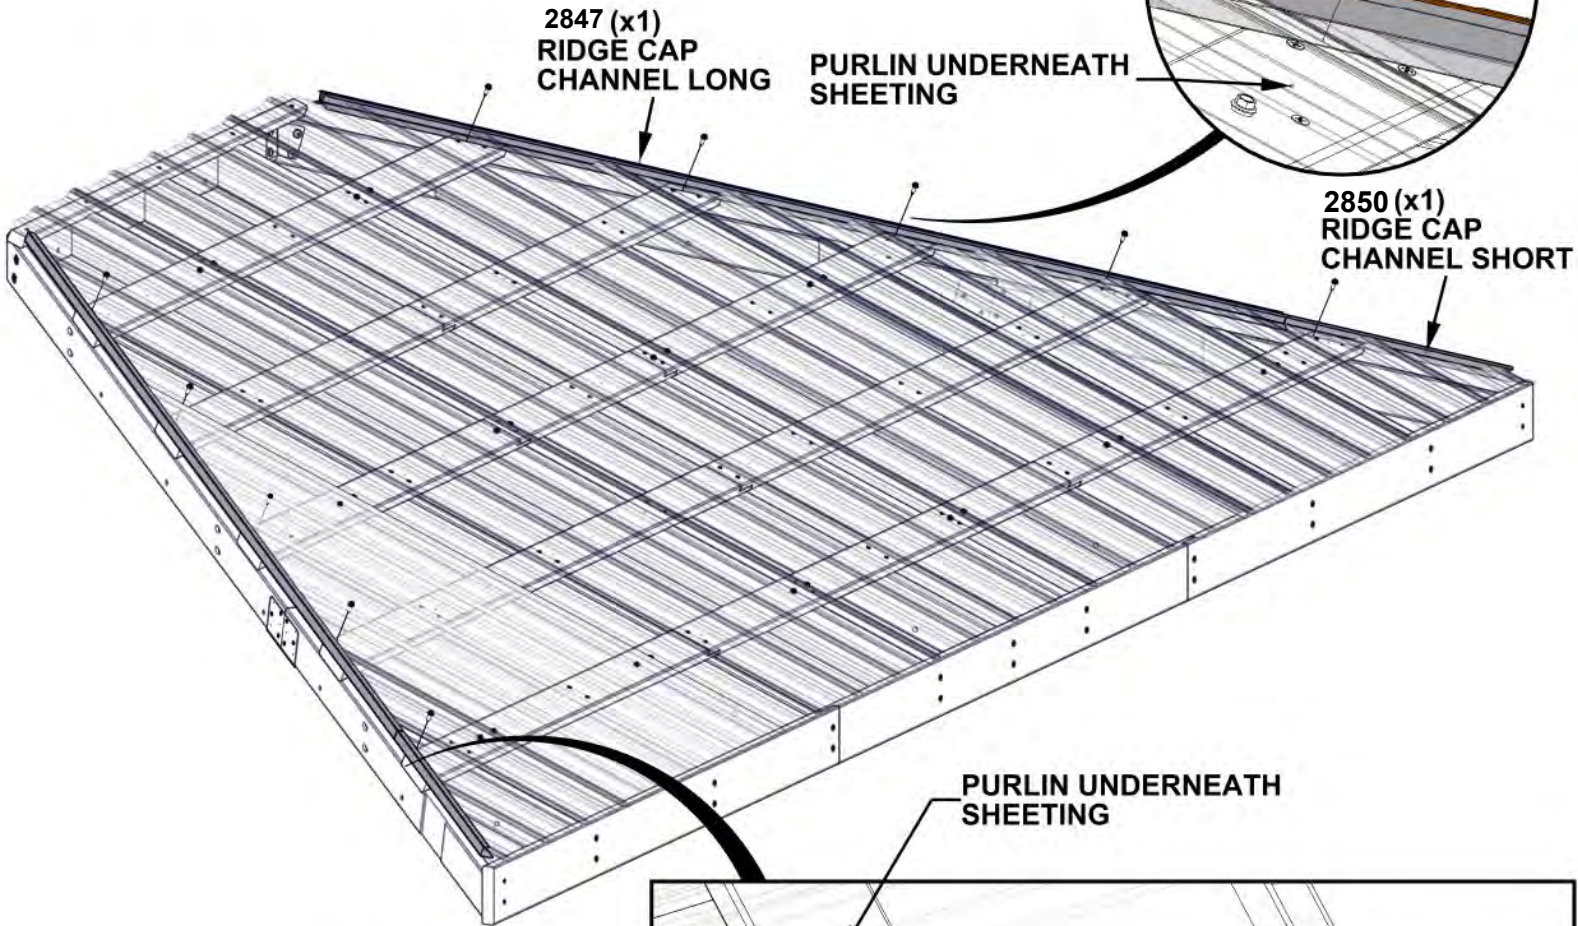 2847 (x1)
RIDGE CAP
CHANNEL LONG
PURLIN UNDERNEATH
SHEETING
2850 (x1)
RIDGE CAP
CHANNEL SHORT
PURLIN UNDERNEATH
SHEETING